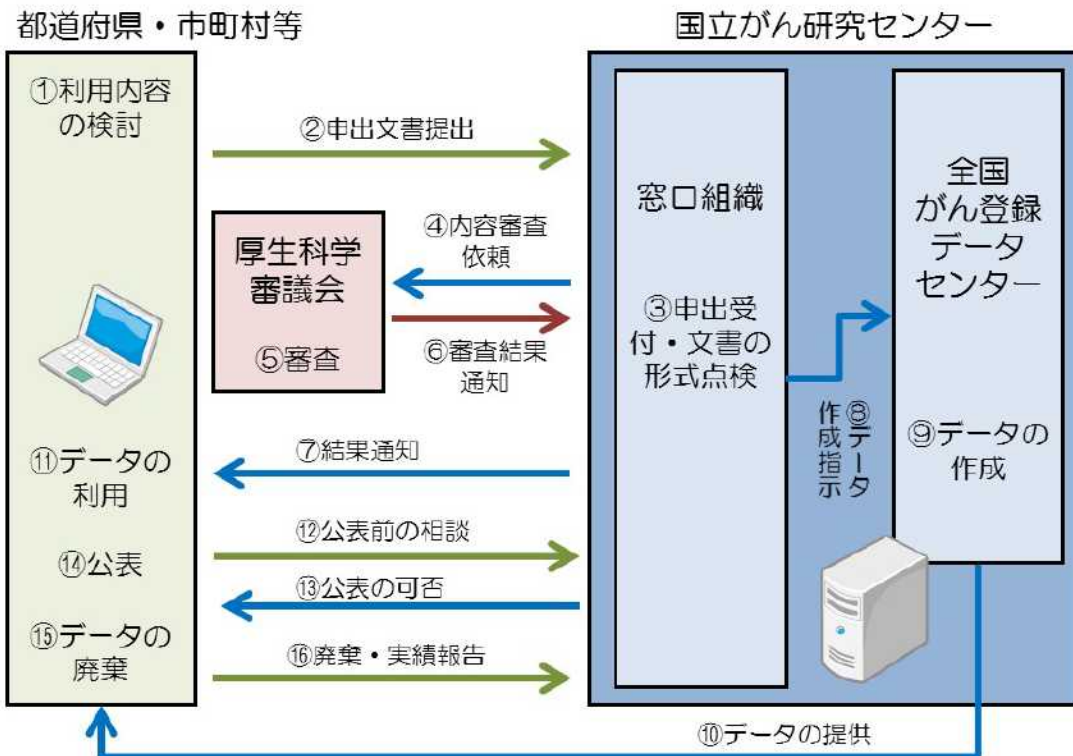 都道府県・市町村等
国立がん研究センター
①利用内容
の検討
②申出文書提出
窓口組織
全国
がん登録
データ
センター
厚生科学
審議会
④内容審査
依頼
③申出受
付・文書の
形式点検
⑤審査
⑥審査結果
通知
⑧データ
作成指示
⑨データの
作成
⑦結果通知
⑪データの
利用
⑫公表前の相談
⑭公表
⑬公表の可否
⑮データの
廃棄
⑯廃棄・実績報告
⑩データの提供